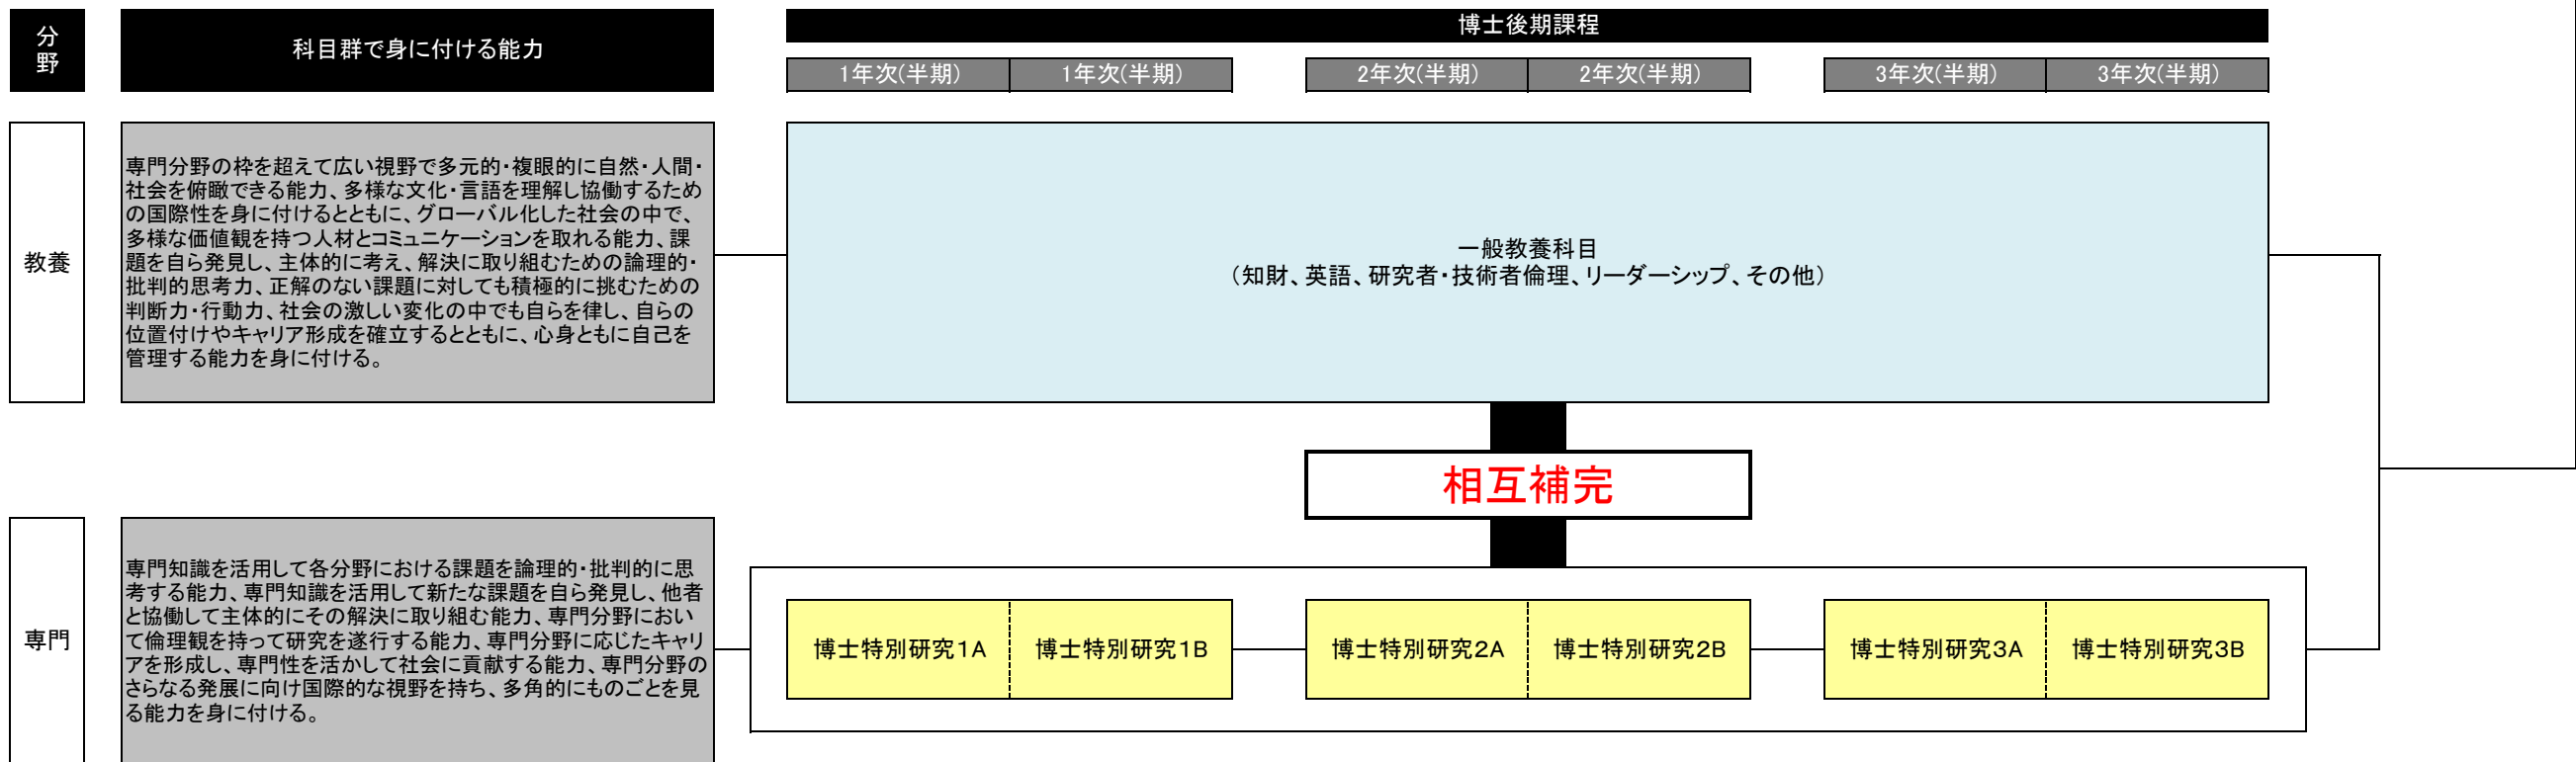 分
野
科目群で身に付ける能力
博士後期課程
1年次(半期)
1年次(半期)
2年次(半期)
2年次(半期)
3年次(半期)
3年次(半期)
教養
専門分野の枠を超えて広い視野で多元的・複眼的に自然・人間・
社会を俯瞰できる能力、多様な文化・言語を理解し協働するため
の国際性を身に付けるとともに、グローバル化した社会の中で、
多様な価値観を持つ人材とコミュニケーションを取れる能力、課
題を自ら発見し、主体的に考え、解決に取り組むための論理的・
批判的思考力、正解のない課題に対しても積極的に挑むための
判断力・行動力、社会の激しい変化の中でも自らを律し、自らの
位置付けやキャリア形成を確立するとともに、心身ともに自己を
管理する能力を身に付ける。
一般教養科目
（知財、英語、研究者・技術者倫理、リーダーシップ、その他）
相互補完
専門
専門知識を活用して各分野における課題を論理的・批判的に思
考する能力、専門知識を活用して新たな課題を自ら発見し、他者
と協働して主体的にその解決に取り組む能力、専門分野におい
て倫理観を持って研究を遂行する能力、専門分野に応じたキャリ
アを形成し、専門性を活かして社会に貢献する能力、専門分野の
さらなる発展に向け国際的な視野を持ち、多角的にものごとを見
る能力を身に付ける。
博士特別研究1A
博士特別研究1B
博士特別研究2A
博士特別研究2B
博士特別研究3A
博士特別研究3B